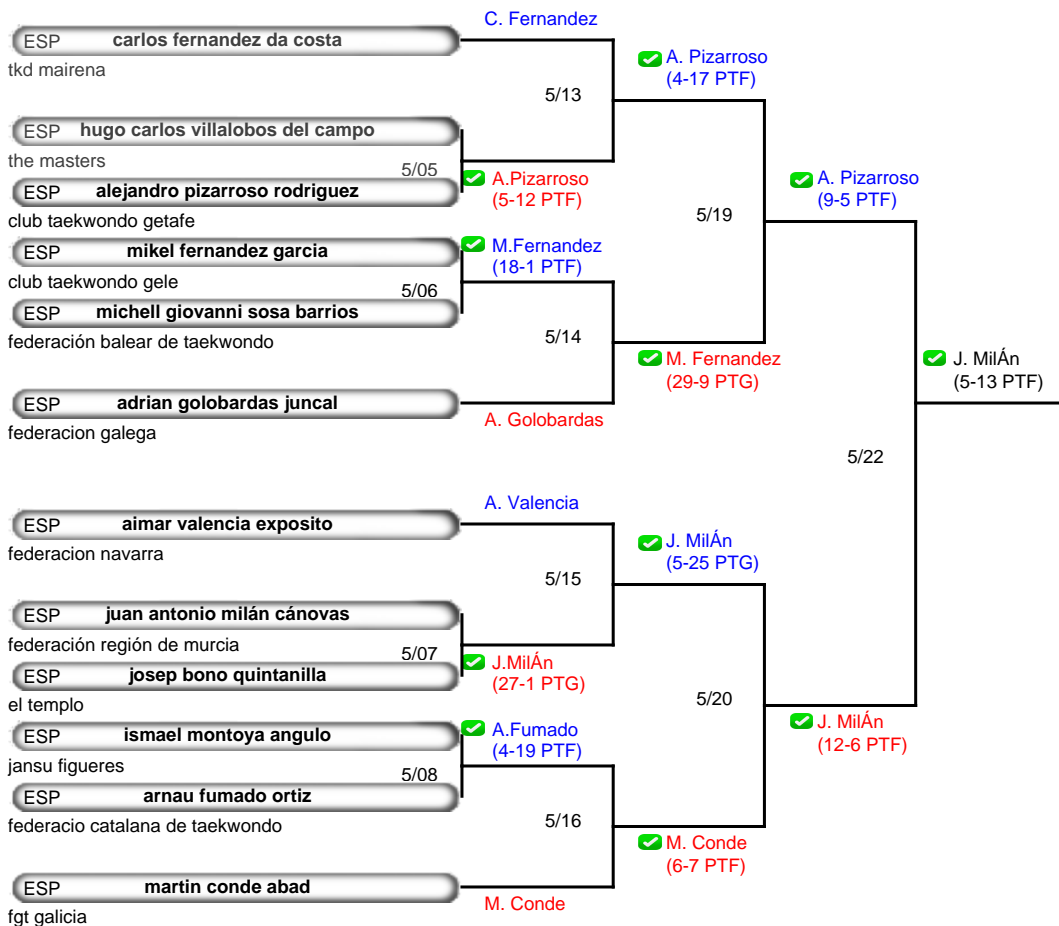 C. Fernandez
ESP carlos fernandez da costa
tkd mairena
A. Pizarroso
(4-17 PTF)
5/13
ESP hugo carlos villalobos del campo
the masters
5/05
A.Pizarroso
(5-12 PTF)
ESP alejandro pizarroso rodriguez
club taekwondo getafe
A. Pizarroso
(9-5 PTF)
5/19
ESP mikel fernandez garcia
club taekwondo gele
M.Fernandez
(18-1 PTF)
5/06
ESP michell giovanni sosa barrios
federación balear de taekwondo
5/14
M. Fernandez
(29-9 PTG)
J. MilÁn
(5-13 PTF)
ESP adrian golobardas juncal
federacion galega
A. Golobardas
5/22
A. Valencia
ESP aimar valencia exposito
federacion navarra
J. MilÁn
(5-25 PTG)
5/15
ESP juan antonio milán cánovas
federación región de murcia
5/07
J.MilÁn
(27-1 PTG)
ESP josep bono quintanilla
el templo
5/20
J. MilÁn
(12-6 PTF)
ESP ismael montoya angulo
jansu figueres
A.Fumado
(4-19 PTF)
5/08
ESP arnau fumado ortiz
federacio catalana de taekwondo
5/16
M. Conde
(6-7 PTF)
ESP martin conde abad
fgt galicia
M. Conde